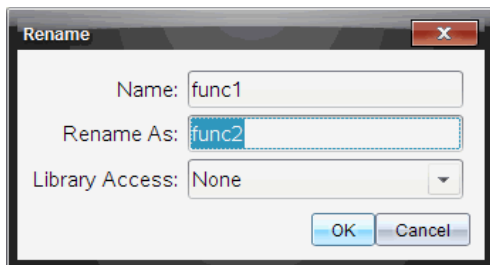 Rename
Name: func1
Rename As: func2
Library Access: None
OK Cancel